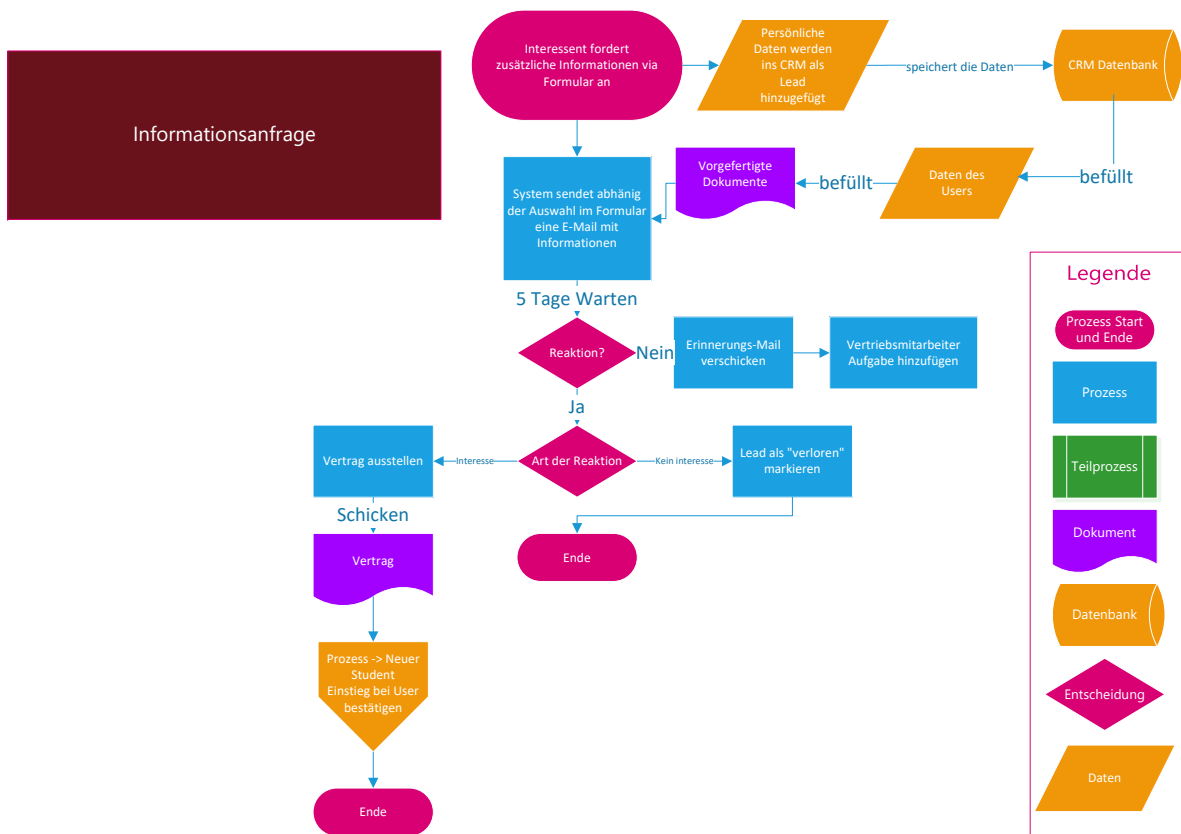 Informationsanfrage
Interessent fordert
zusätzliche Informationen via
Formular an
Persönliche
Daten werden
ins CRM als
Lead
hinzugefügt
speichert die Daten
CRM Datenbank
befüllt
Daten des
Users
befüllt
Vorgefertigte
Dokumente
System sendet abhänig
der Auswahl im Formular
eine E-Mail mit
Informationen
5 Tage Warten
Reaktion?
Nein
Erinnerungs-Mail
verschicken
Vertriebsmitarbeiter
Aufgabe hinzufügen
Ja
Art der Reaktion
Interesse
Kein interesse
Vertrag ausstellen
Lead als "verloren"
markieren
Schicken
Ende
Vertrag
Prozess -> Neuer
Student
Einstieg bei User
bestätigen
Ende
Legende
Prozess Start
und Ende
Prozess
Teilprozess
Dokument
Datenbank
Entscheidung
Daten